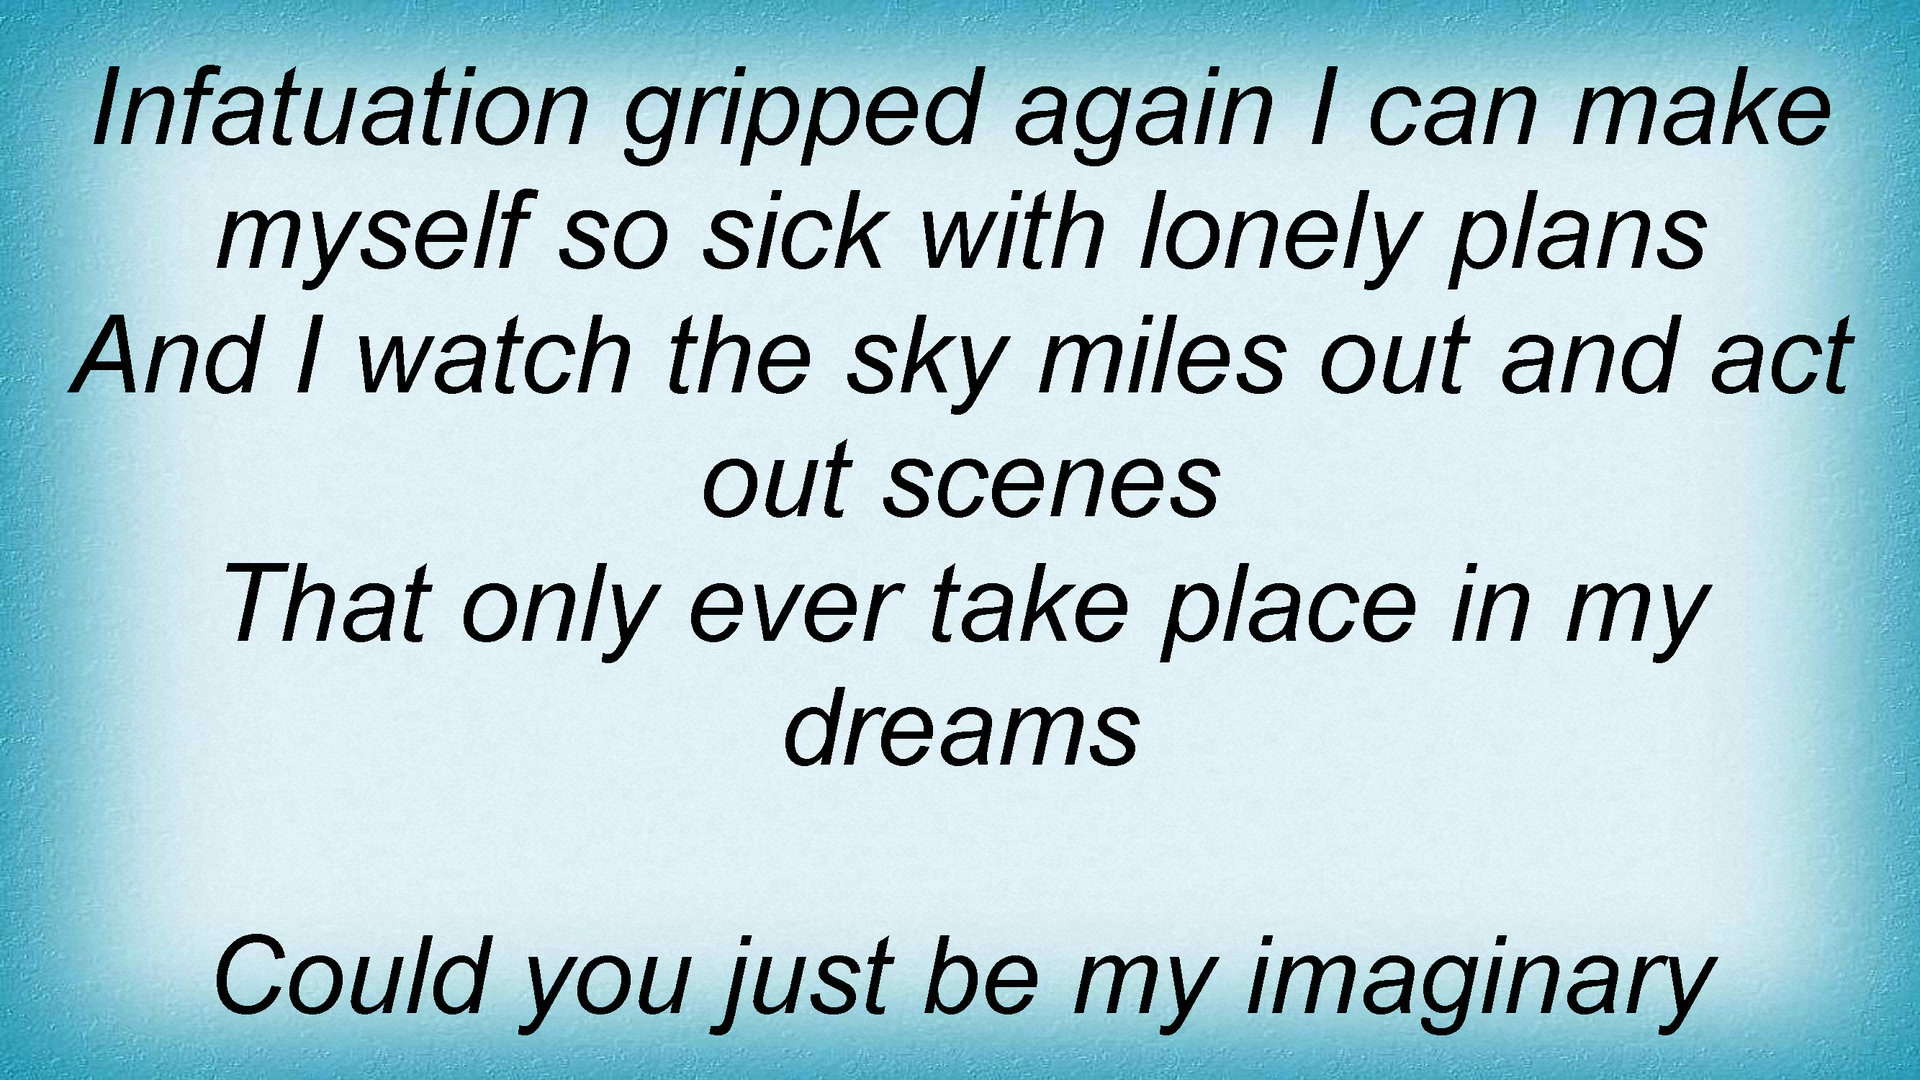 Infatuation gripped again I can make
myself so sick with lonely plans
And I watch the sky miles out and act
out scenes
That only ever take place in my
dreams
Could you just be my imaginary